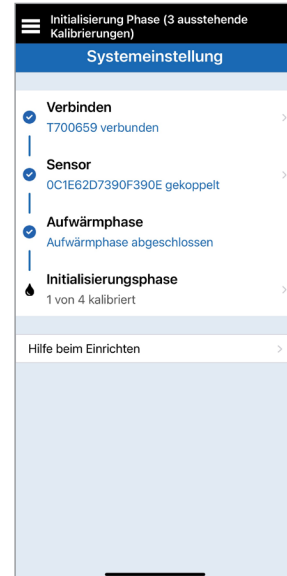 Initialisierung Phase (3 ausstehende
Kalibrierungen)
Systemeinstellung
Verbinden
T700659 verbunden
Sensor
0C1E62D7390F390E gekoppelt
Aufwärmphase
Aufwärmphase abgeschlossen
Initialisierungsphase
1 von 4 kalibriert
Hilfe beim Einrichten